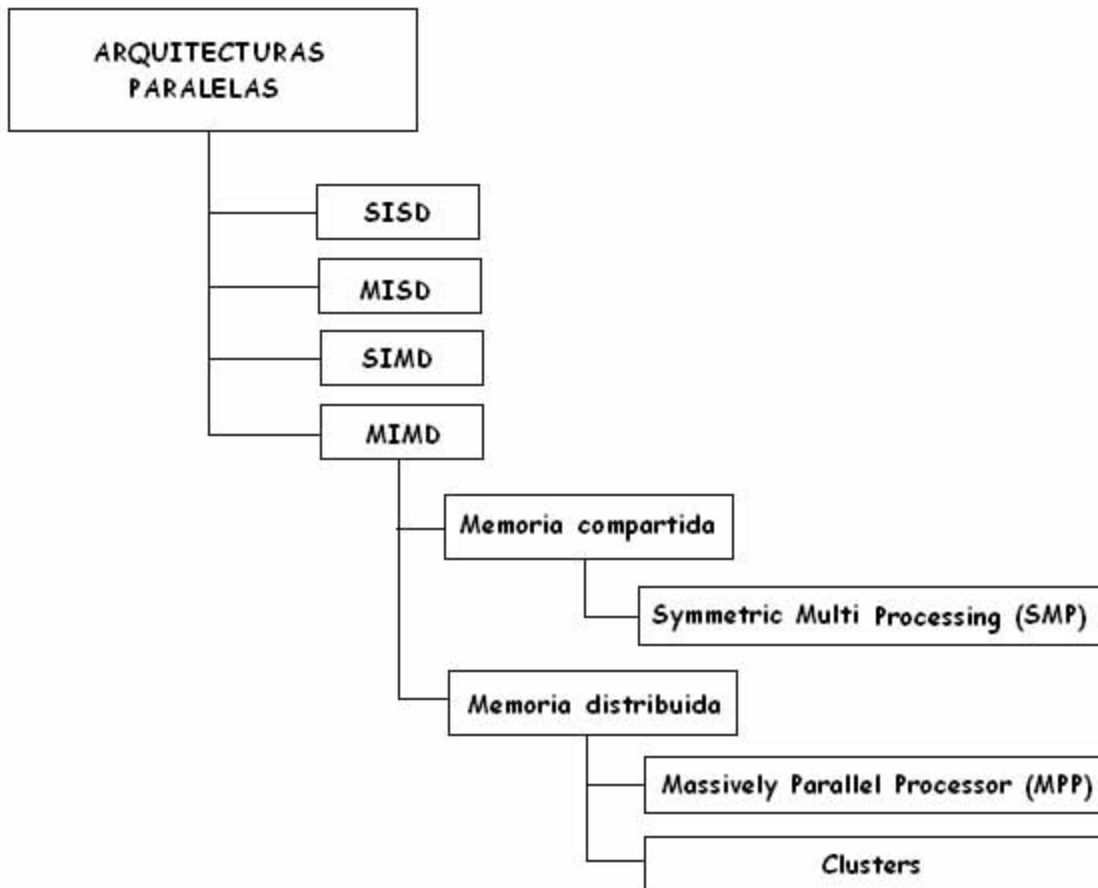 ARQUITECTURAS
PARALELAS
SISD
MISD
SIMD
MIMD
Memoria compartida
Symmetric Multi Processing (SMP)
Memoria distribuida
Massively Parallel Processor (MPP)
Clusters